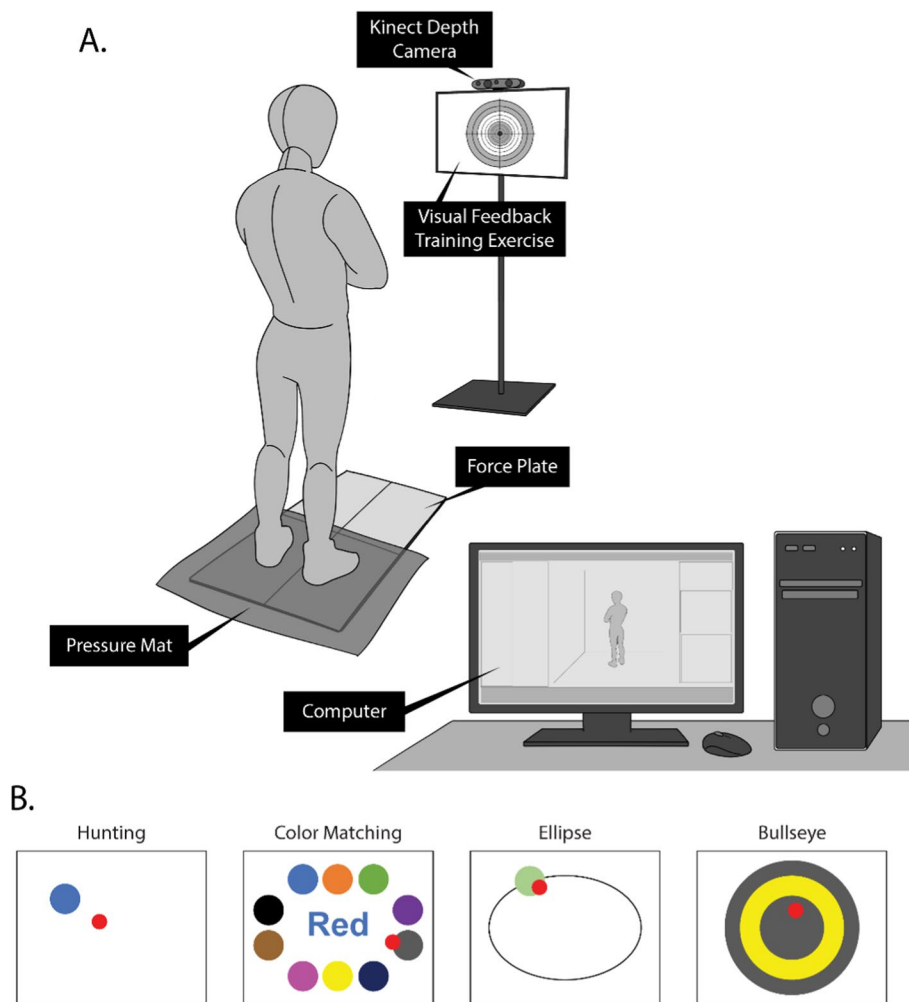 A.
Kinect Depth
Camera
Visual Feedback
Training Exercise
Force Plate
Pressure Mat
Computer
B.
Hunting
Color Matching
Ellipse
Bullseye
Red